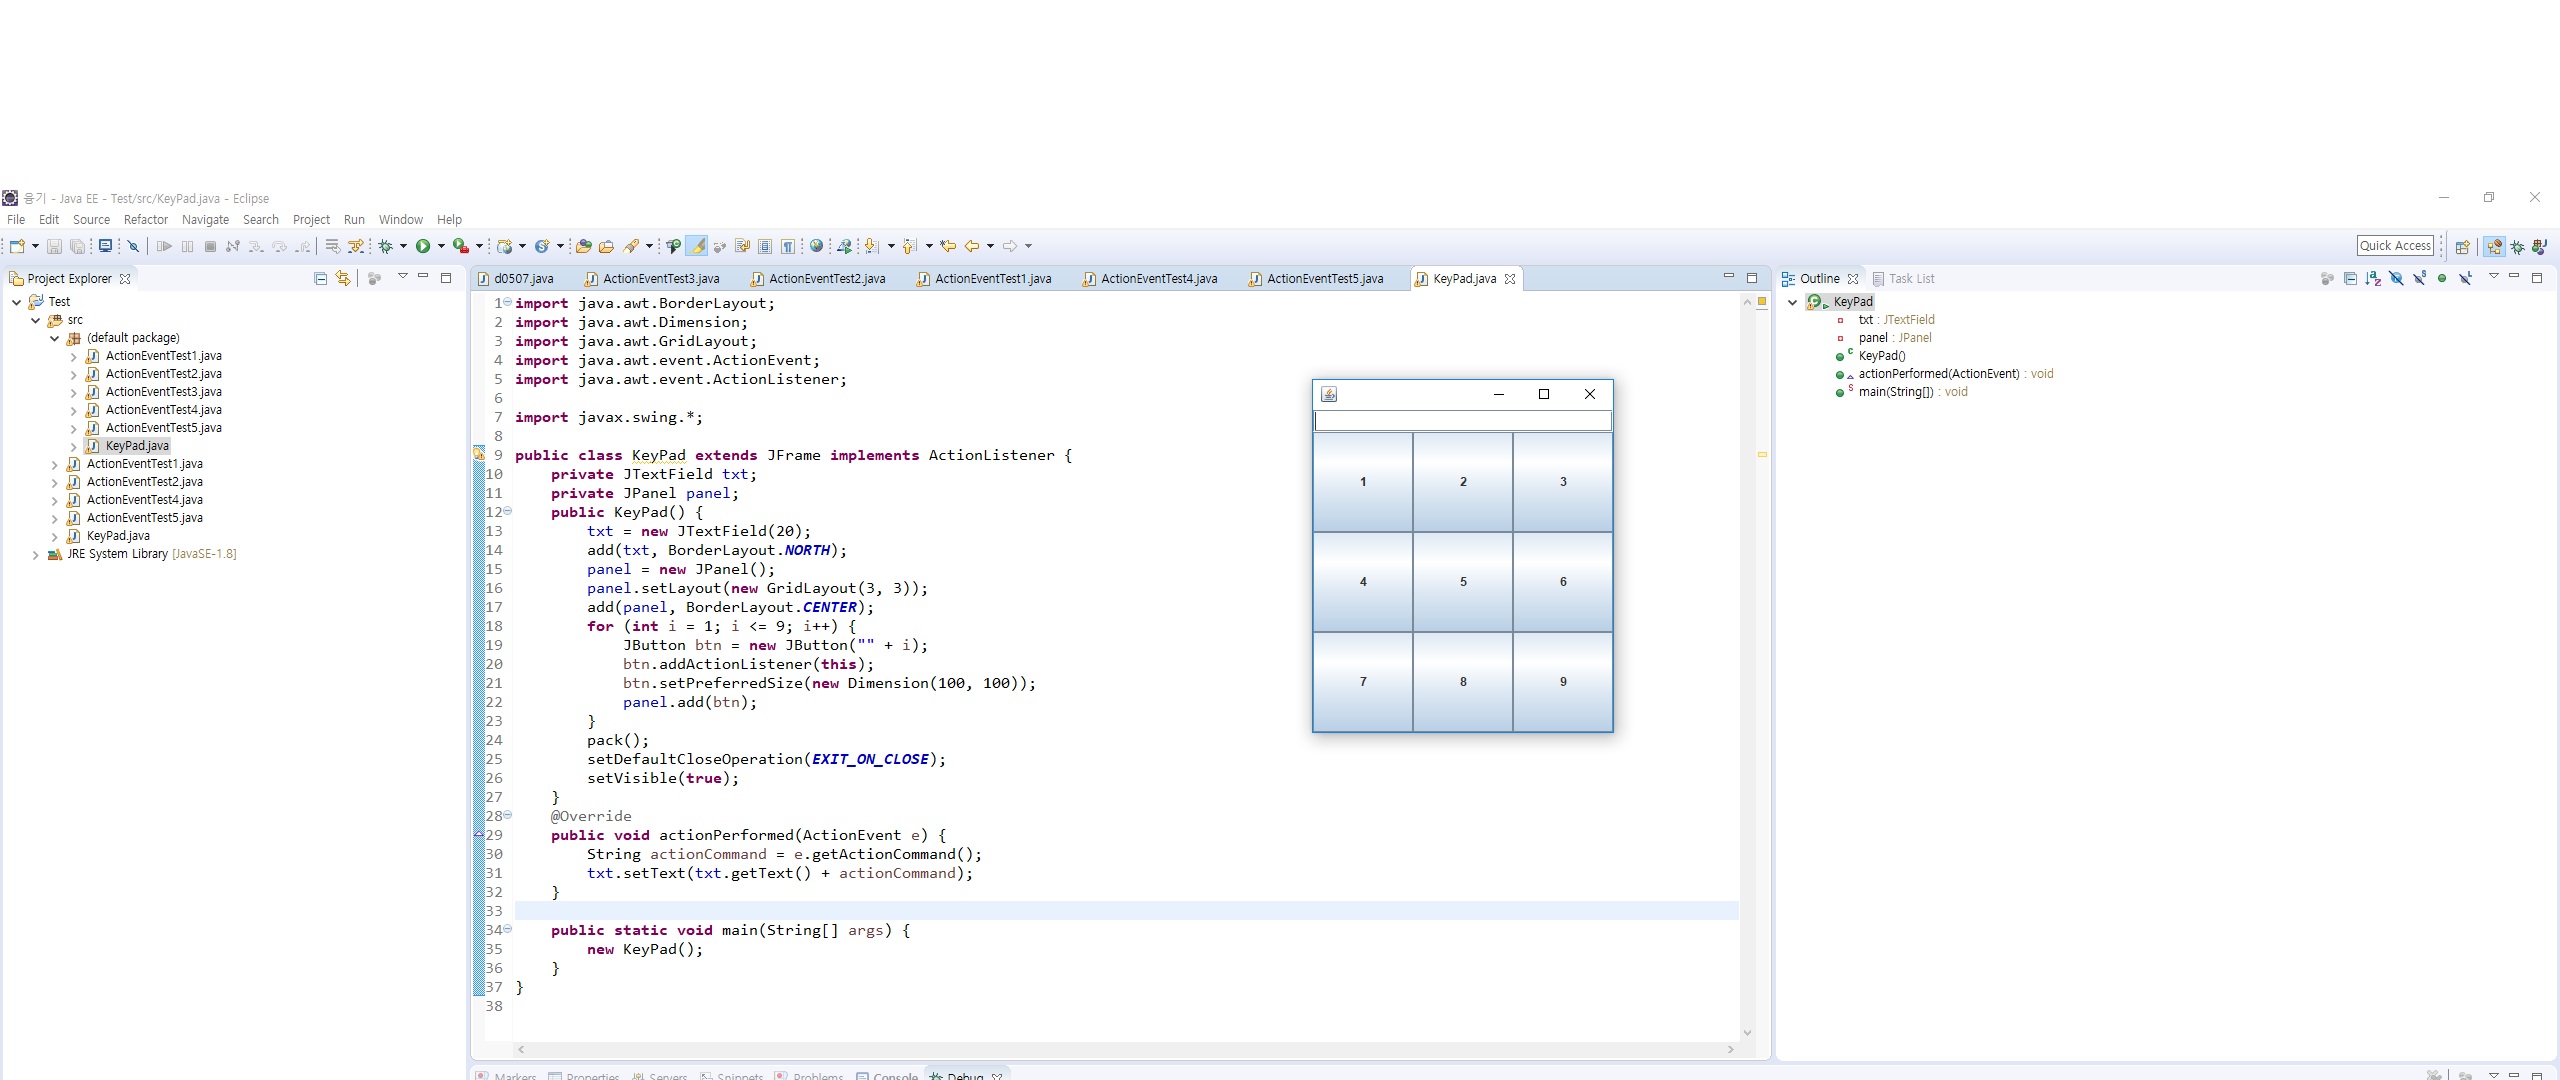 용기 - Java EE - Test/src/KeyPad.java - Eclipse
File Edit Source Refactor Navigate Search Project Run Window Help
Quick Access
Project Explorer
Test
src
(default package)
ActionEventTest1.java
ActionEventTest2.java
ActionEventTest3.java
ActionEventTest4.java
ActionEventTest5.java
KeyPad.java
ActionEventTest1.java
ActionEventTest2.java
ActionEventTest4.java
ActionEventTest5.java
KeyPad.java
JRE System Library [JavaSE-1.8]
d0507.java ActionEventTest3.java ActionEventTest2.java ActionEventTest1.java ActionEventTest4.java ActionEventTest5.java KeyPad.java
1 import java.awt.BorderLayout;
2 import java.awt.Dimension;
3 import java.awt.GridLayout;
4 import java.awt.event.ActionEvent;
5 import java.awt.event.ActionListener;
6
7 import javax.swing.*;
8
9 public class KeyPad extends JFrame implements ActionListener {
10     private JTextField txt;
11     private JPanel panel;
12     public KeyPad() {
13         txt = new JTextField(20);
14         add(txt, BorderLayout.NORTH);
15         panel = new JPanel();
16         panel.setLayout(new GridLayout(3, 3));
17         add(panel, BorderLayout.CENTER);
18         for (int i = 1; i <= 9; i++) {
19             JButton btn = new JButton("" + i);
20             btn.addActionListener(this);
21             btn.setPreferredSize(new Dimension(100, 100));
22             panel.add(btn);
23         }
24         pack();
25         setDefaultCloseOperation(EXIT_ON_CLOSE);
26         setVisible(true);
27     }
28     @Override
29     public void actionPerformed(ActionEvent e) {
30         String actionCommand = e.getActionCommand();
31         txt.setText(txt.getText() + actionCommand);
32     }
33
34     public static void main(String[] args) {
35         new KeyPad();
36     }
37 }
38
1 2 3
4 5 6
7 8 9
Outline Task List
KeyPad
txt : JTextField
panel : JPanel
KeyPad()
actionPerformed(ActionEvent) : void
main(String[]) : void
Markers Properties Servers Snippets Problems Console Debug